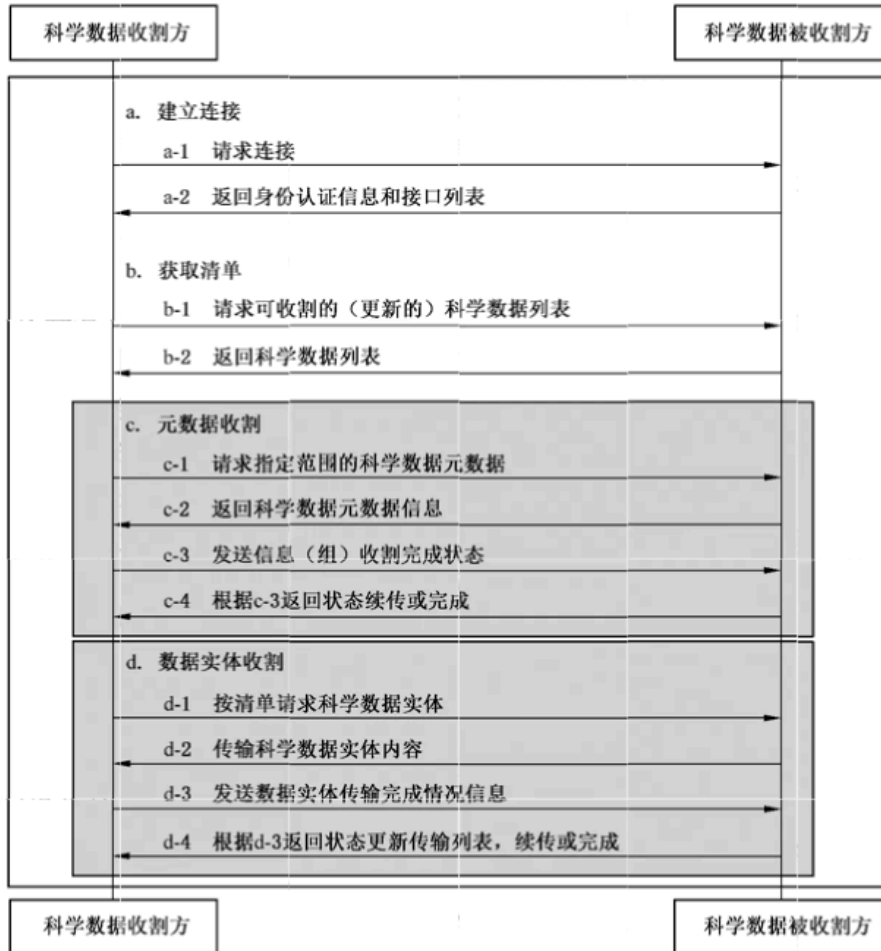 科学数据收割方
科学数据被收割方
a. 建立连接
a-1 请求连接
a-2 返回身份认证信息和接口列表
b. 获取清单
b-1 请求可收割的（更新的）科学数据列表
b-2 返回科学数据列表
c. 元数据收割
c-1 请求指定范围的科学数据元数据
c-2 返回科学数据元数据信息
c-3 发送信息（组）收割完成状态
c-4 根据c-3返回状态续传或完成
d. 数据实体收割
d-1 按清单请求科学数据实体
d-2 传输科学数据实体内容
d-3 发送数据实体传输完成情况信息
d-4 根据d-3返回状态更新传输列表，续传或完成
科学数据收割方
科学数据被收割方